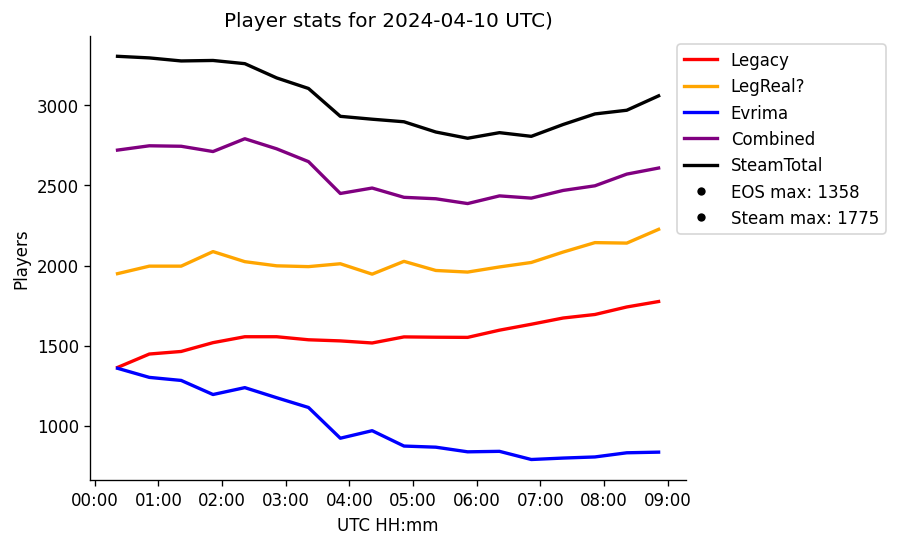 Player stats for 2024-04-10 UTC)
Legacy
LegReal?
Evrima
Combined
SteamTotal
EOS max: 1358
Steam max: 1775
Players
3000
2500
2000
1500
1000
00:00 01:00 02:00 03:00 04:00 05:00 06:00 07:00 08:00 09:00
UTC HH:mm